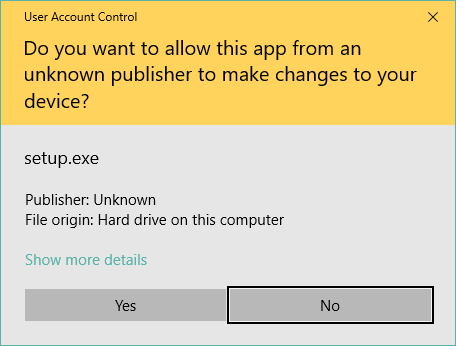 User Account Control
Do you want to allow this app from an
unknown publisher to make changes to your
device?
setup.exe
Publisher: Unknown
File origin: Hard drive on this computer
Show more details
Yes No